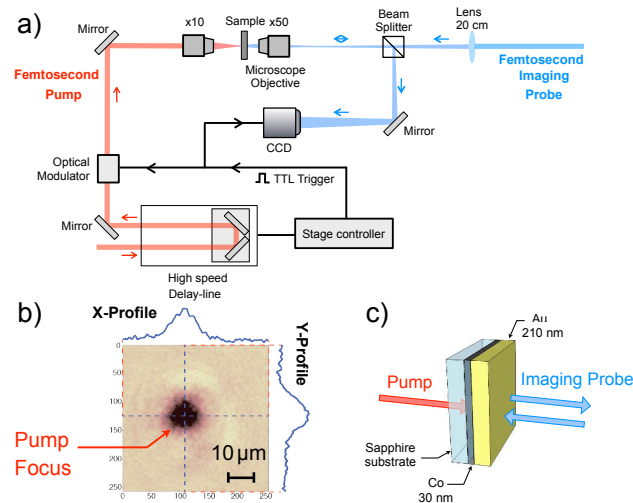 a)
Mirror
x10
Sample
x50
Beam
Splitter
Lens
20 cm
Femtosecond
Pump
Microscope
Objective
Femtosecond
Imaging
Probe
CCD
Mirror
Optical
Modulator
TTL Trigger
Mirror
Stage controller
High speed
Delay-line
b)
X-Profile
Y-Profile
0
50
100
150
200
250
0 50 100 150 200 250
Pump
Focus
10 µm
c)
Au
210 nm
Pump
Imaging Probe
Sapphire
substrate
Co
30 nm